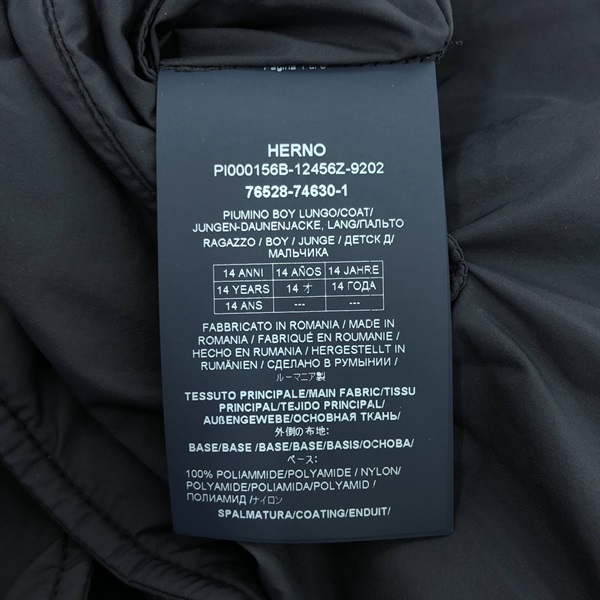 HERNO
PI000156B-12456Z-9202
76528-74630-1
PIUMINO BOY LUNGO/COAT/
JUNGEN-DAUNENJACKE, LANG/ПАЛЬТО
RAGAZZO / BOY / JUNGE / ДЕТСК Д/
МАЛЬЧИКА
14 ANNI 14 AÑOS 14 JAHRE
14 YEARS 14 才 14 ГОДА
14 ANS --- ---
FABBRICATO IN ROMANIA / MADE IN
ROMANIA / FABRIQUÉ EN ROUMANIE /
HECHO EN RUMANIA / HERGESTELLT IN
RUMÄNIEN / СДЕЛАНО В РУМЫНИИ /
ルーマニア製
TESSUTO PRINCIPALE/MAIN FABRIC/TISSU
PRINCIPAL/TEJIDO PRINCIPAL/
AUßENGEWEBE/ОСНОВНАЯ ТКАНЬ/
外側の布地:
BASE/BASE /BASE/BASE/BASIS/ОСНОВА/
ベース:
100% POLIAMMIDE/POLYAMIDE / NYLON/
POLYAMIDE/POLIAMIDA/POLYAMID /
ПОЛИАМИД /ナイロン
SPALMATURA/COATING/ENDUIT/